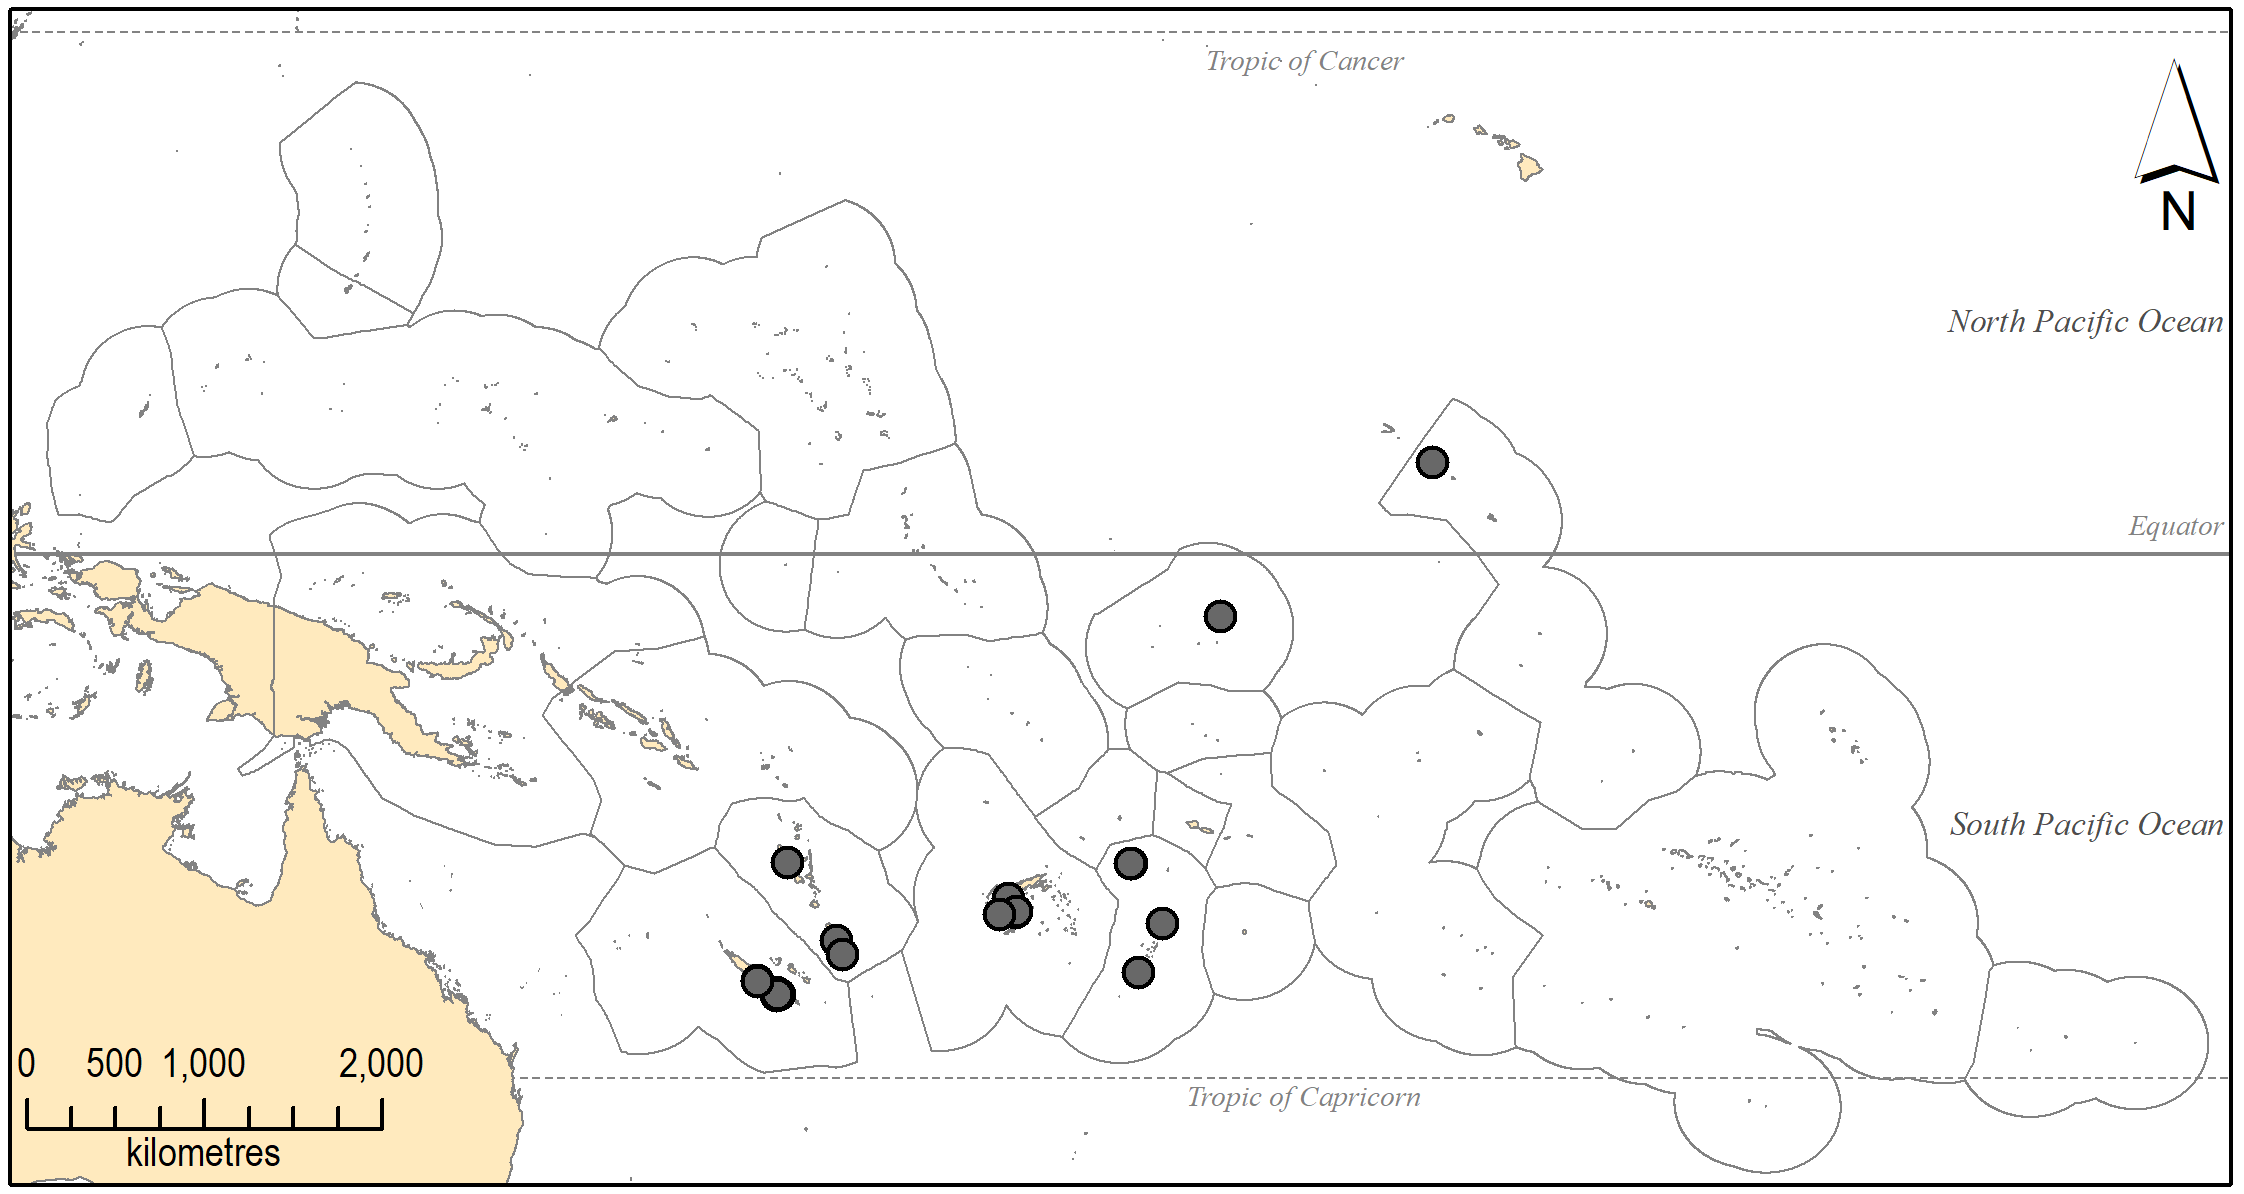 Tropic of Cancer
N
North Pacific Ocean
Equator
South Pacific Ocean
0 500 1,000 2,000
kilometres
Tropic of Capricorn